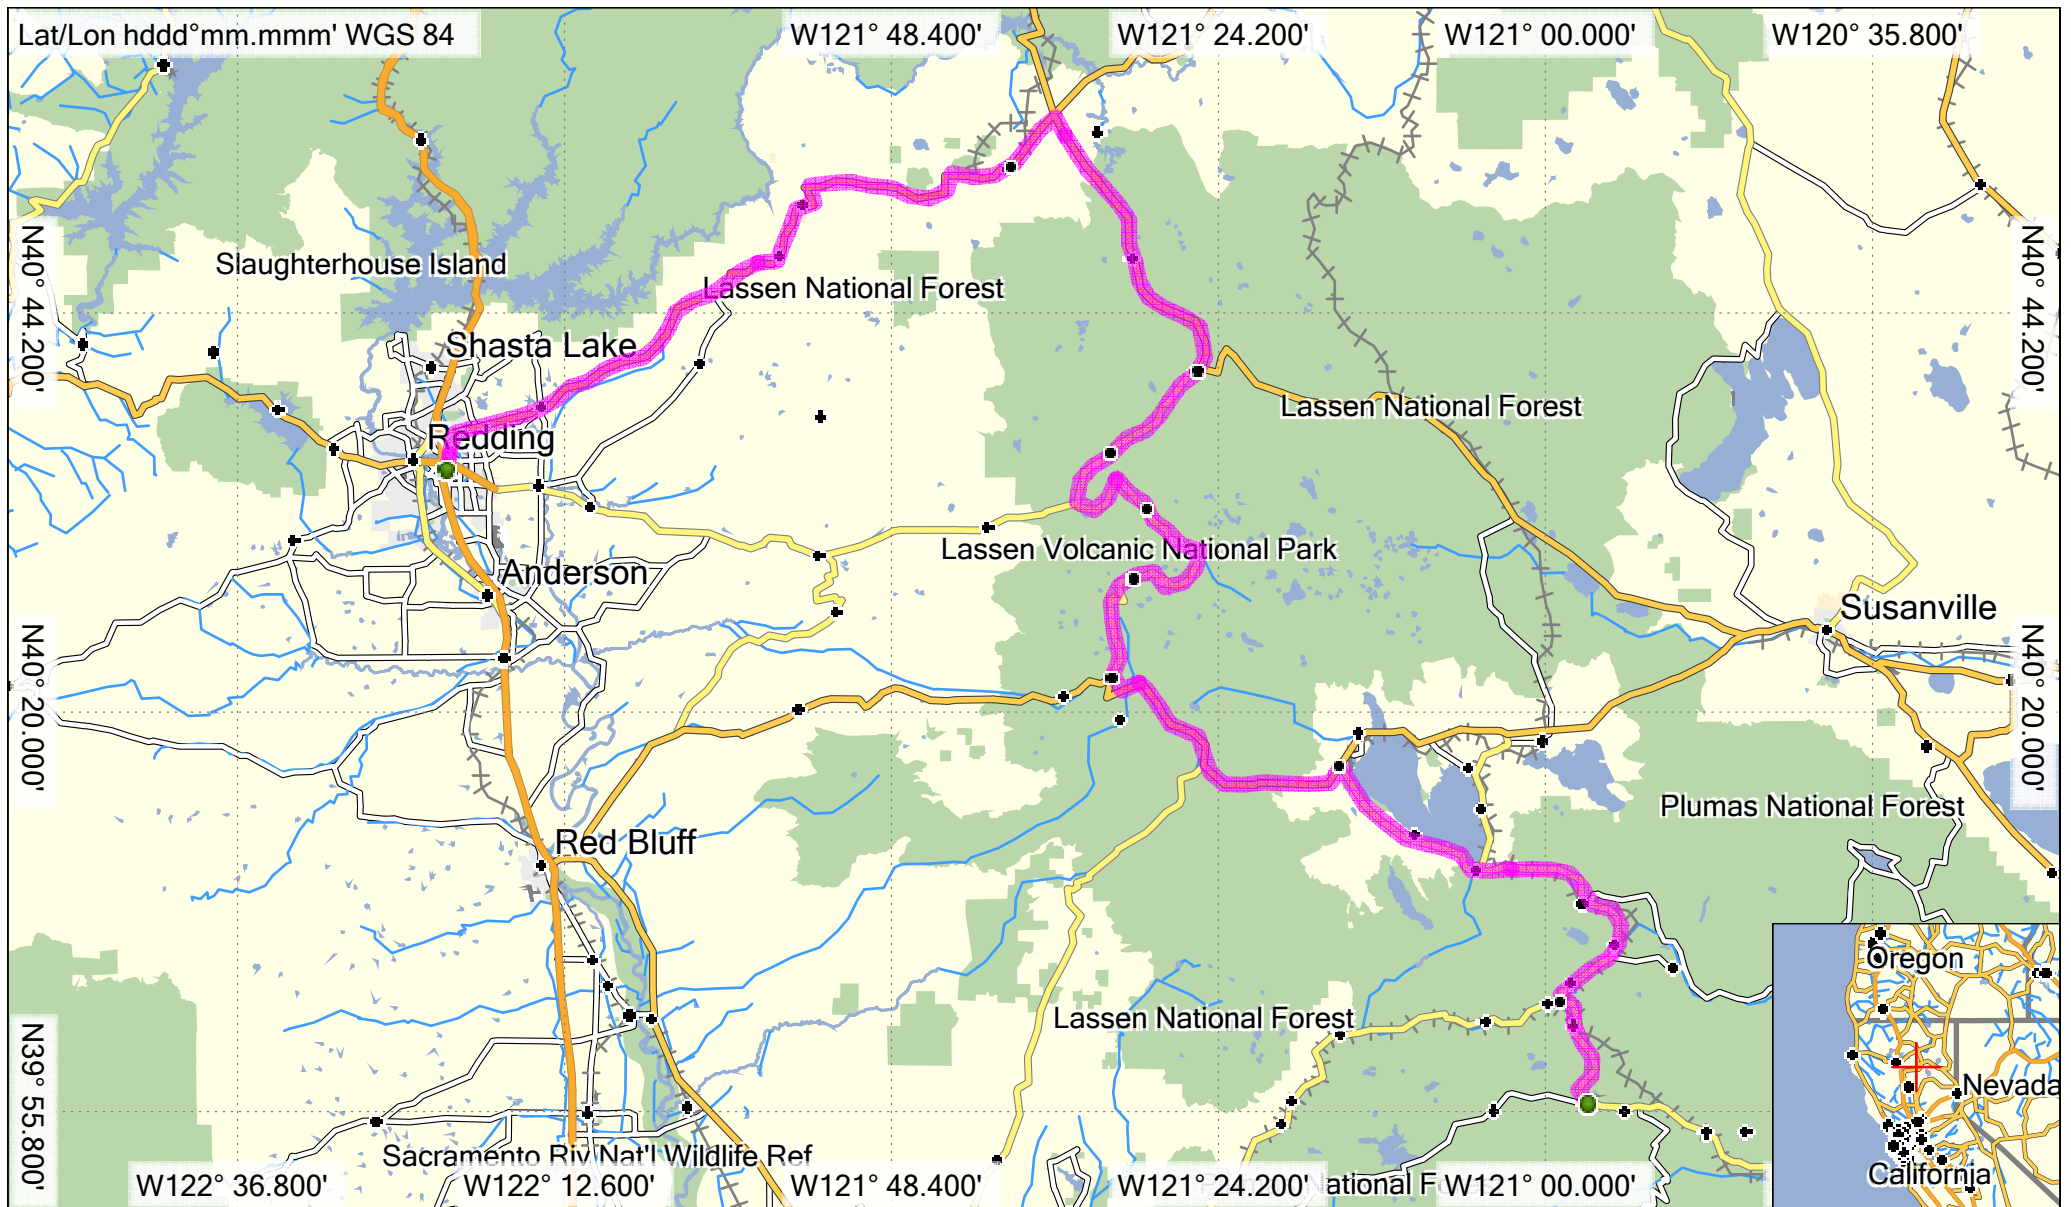 Lat/Lon hddd°mm.mmm' WGS 84
W121° 48.400'
W121° 24.200'
W121° 00.000'
W120° 35.800'
N40° 44.200'
N40° 44.200'
Slaughterhouse Island
Lassen National Forest
Shasta Lake
Lassen National Forest
Redding
Lassen Volcanic National Park
Anderson
Susanville
N40° 20.000'
N40° 20.000'
Plumas National Forest
Red Bluff
Oregon
Lassen National Forest
N39° 55.800'
Nevada
Sacramento Riv Nat'l Wildlife Ref
California
W122° 36.800'
W122° 12.600'
W121° 48.400'
W121° 24.200'
National Fo
W121° 00.000'